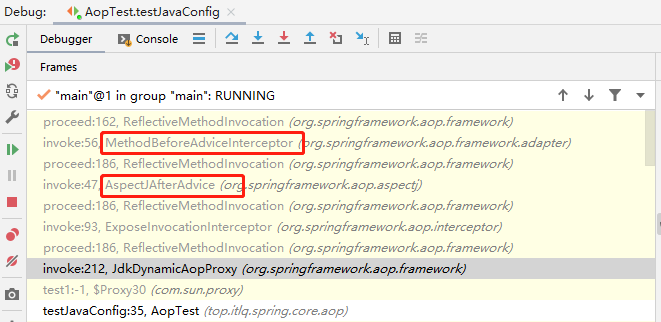 Debug: AopTest.testJavaConfig
Debugger Console
Frames
"main"@1 in group "main": RUNNING
proceed:162, ReflectiveMethodInvocation (org.springframework.aop.framework)
invoke:56, MethodBeforeAdviceInterceptor (org.springframework.aop.framework.adapter)
proceed:186, ReflectiveMethodInvocation (org.springframework.aop.framework)
invoke:47, AspectJAfterAdvice (org.springframework.aop.aspectj)
proceed:186, ReflectiveMethodInvocation (org.springframework.aop.framework)
invoke:93, ExposeInvocationInterceptor (org.springframework.aop.interceptor)
proceed:186, ReflectiveMethodInvocation (org.springframework.aop.framework)
invoke:212, JdkDynamicAopProxy (org.springframework.aop.framework)
test1:-1, $Proxy30 (com.sun.proxy)
testJavaConfig:35, AopTest (top.itlq.spring.core.aop)